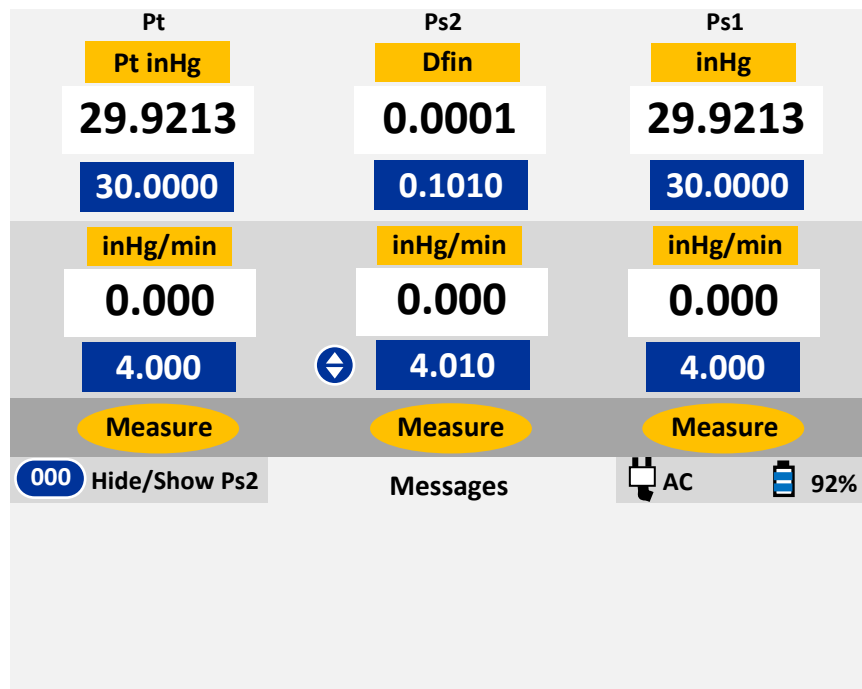 Pt Ps2 Ps1
Pt inHg Dfin inHg
29.9213 0.0001 29.9213
30.0000 0.1010 30.0000
inHg/min inHg/min inHg/min
0.000 0.000 0.000
4.000 4.010 4.000
Measure Measure Measure
000 Hide/Show Ps2 Messages AC 92%